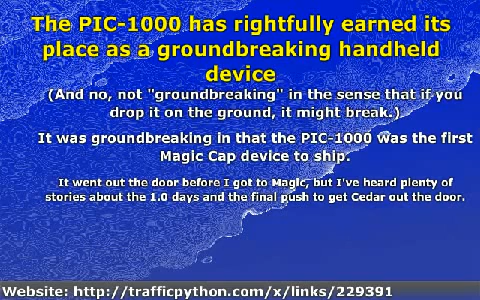 The PIC-1000 has rightfully earned its
place as a groundbreaking handheld
device
(And no, not "groundbreaking" in the sense that if you
drop it on the ground, it might break.)
It was groundbreaking in that the PIC-1000 was the first
Magic Cap device to ship.
It went out the door before I got to Magic, but I've heard plenty of
stories about the 1.0 days and the final push to get Cedar out the door.
Website: http://trafficpython.com/x/links/229391